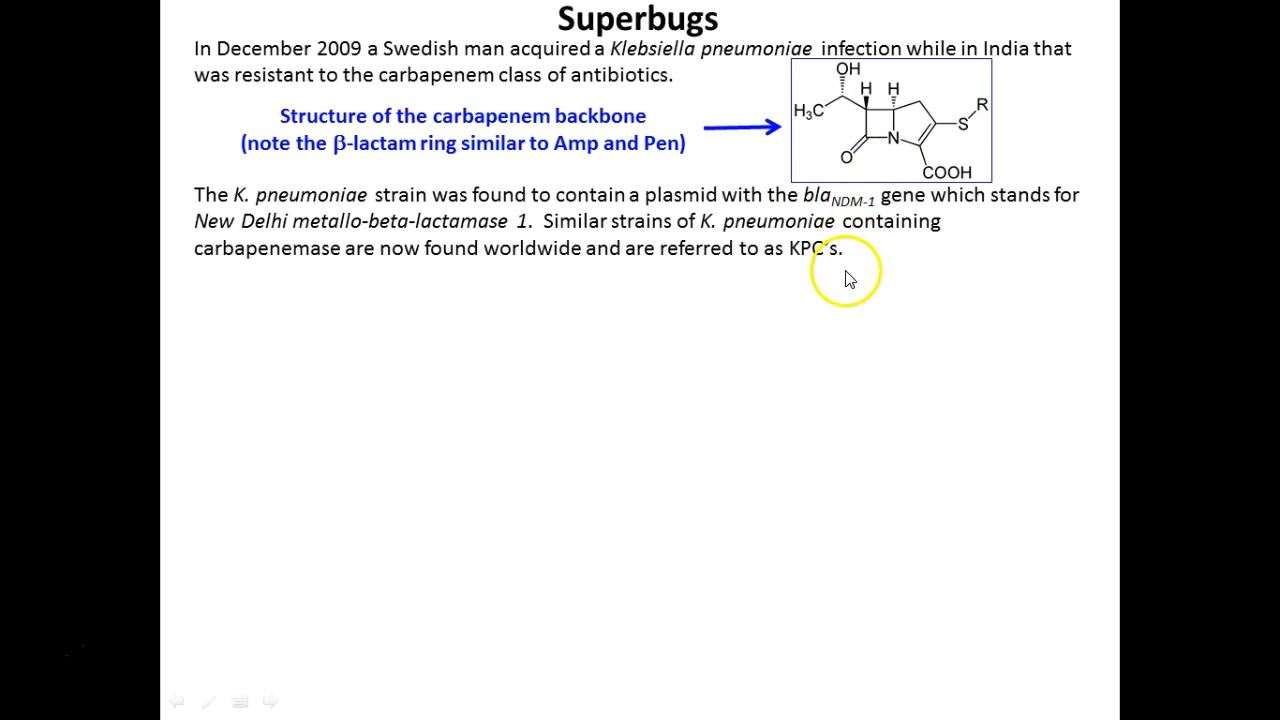 Superbugs
In December 2009 a Swedish man acquired a Klebsiella pneumoniae infection while in India that
was resistant to the carbapenem class of antibiotics.
Structure of the carbapenem backbone
(note the β-lactam ring similar to Amp and Pen)
OH
H H
H₃C
R
S
N
O
COOH
The K. pneumoniae strain was found to contain a plasmid with the bla NDM-1 gene which stands for
New Delhi metallo-beta-lactamase 1. Similar strains of K. pneumoniae containing
carbapenemase are now found worldwide and are referred to as KPC's.